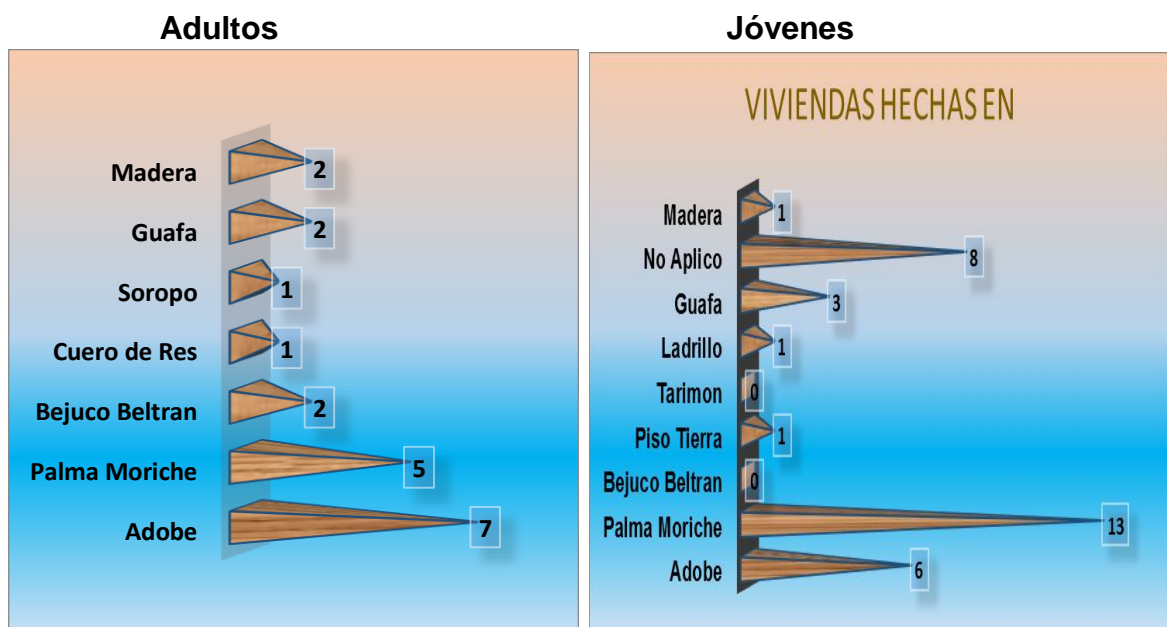 Adultos
Madera 2
Guafa 2
Soropo 1
Cuero de Res 1
Bejuco Beltran 2
Palma Moriche 5
Adobe 7
Jóvenes
VIVIENDAS HECHAS EN
Madera 1
No Aplico 8
Guafa 3
Ladrillo 1
Tarimon 0
Piso Tierra 1
Bejuco Beltran 0
Palma Moriche 13
Adobe 6